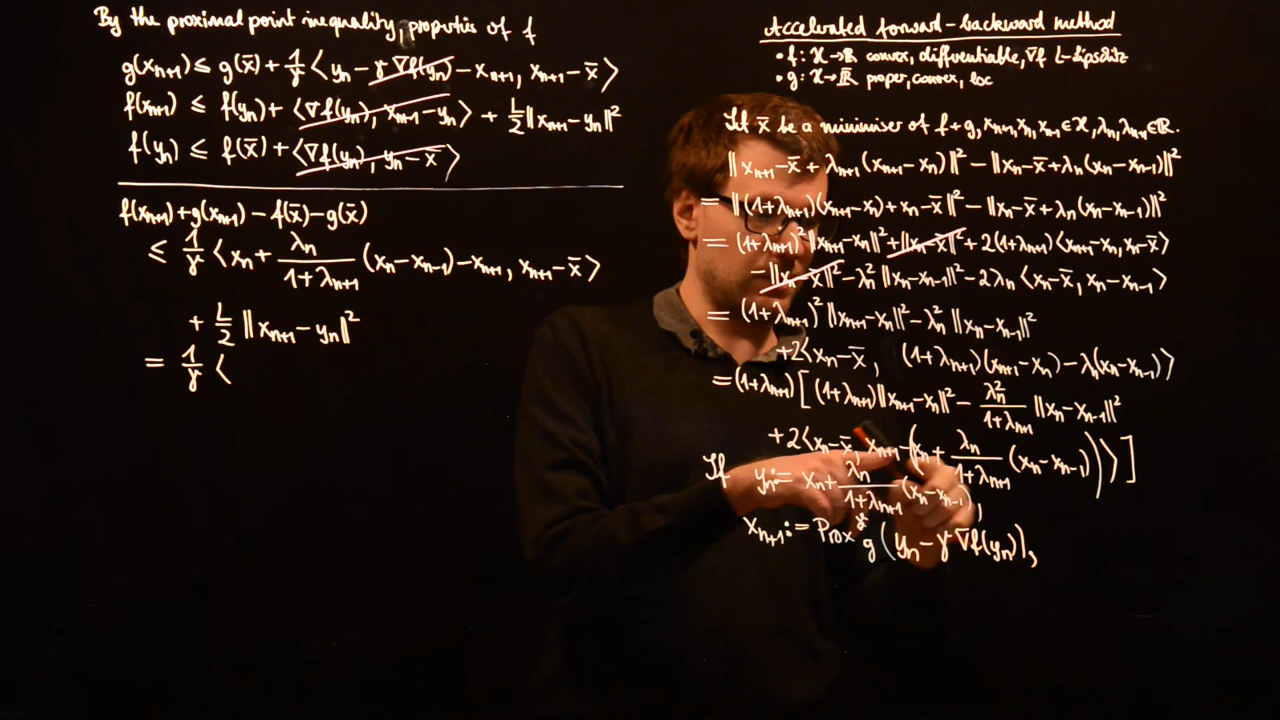 By the proximal point inequality, properties of f
g(xₙ₊₁) ≤ g(x̄) + 1/γ ⟨yₙ − γ∇f(yₙ) − xₙ₊₁, xₙ₊₁ − x̄⟩
f(xₙ₊₁) ≤ f(yₙ) + ⟨∇f(yₙ), xₙ₊₁ − yₙ⟩ + L/2 ‖xₙ₊₁ − yₙ‖²
f(yₙ) ≤ f(x̄) + ⟨∇f(yₙ), yₙ − x̄⟩
f(xₙ₊₁) + g(xₙ₊₁) − f(x̄) − g(x̄)
≤ 1/γ ⟨xₙ + λₙ/(1+λₙ₊₁) (xₙ − xₙ₋₁) − xₙ₊₁, xₙ₊₁ − x̄⟩
+ L/2 ‖xₙ₊₁ − yₙ‖²
= 1/γ ⟨
Accelerated forward-backward method
• f: X → ℝ convex, differentiable, ∇f L-Lipschitz
• g: X → ℝ̄ proper, convex, lsc
Let x̄ be a minimiser of f+g, xₙ₊₁, xₙ, xₙ₋₁ ∈ X, λₙ, λₙ₊₁ ∈ ℝ.
‖xₙ₊₁ − x̄ + λₙ₊₁(xₙ₊₁ − xₙ)‖² − ‖xₙ − x̄ + λₙ(xₙ − xₙ₋₁)‖²
= ‖(1+λₙ₊₁)(xₙ₊₁ − xₙ) + xₙ − x̄‖² − ‖xₙ − x̄ + λₙ(xₙ − xₙ₋₁)‖²
= (1+λₙ₊₁)² ‖xₙ₊₁ − xₙ‖² + ‖xₙ − x̄‖² + 2(1+λₙ₊₁)⟨xₙ₊₁ − xₙ, xₙ − x̄⟩
− ‖xₙ − x̄‖² − λₙ² ‖xₙ − xₙ₋₁‖² − 2λₙ ⟨xₙ − x̄, xₙ − xₙ₋₁⟩
= (1+λₙ₊₁)² ‖xₙ₊₁ − xₙ‖² − λₙ² ‖xₙ − xₙ₋₁‖²
+ 2⟨xₙ − x̄, (1+λₙ₊₁)(xₙ₊₁ − xₙ) − λₙ(xₙ − xₙ₋₁)⟩
= (1+λₙ₊₁)[(1+λₙ₊₁)‖xₙ₊₁ − xₙ‖² − λₙ²/(1+λₙ₊₁) ‖xₙ − xₙ₋₁‖²
+ 2⟨xₙ − x̄, xₙ₊₁ − (xₙ + λₙ/(1+λₙ₊₁) (xₙ − xₙ₋₁))⟩]
If yₙ := xₙ + λₙ/(1+λₙ₊₁) (xₙ − xₙ₋₁),
xₙ₊₁ := Prox^γ_g (yₙ − γ∇f(yₙ)),